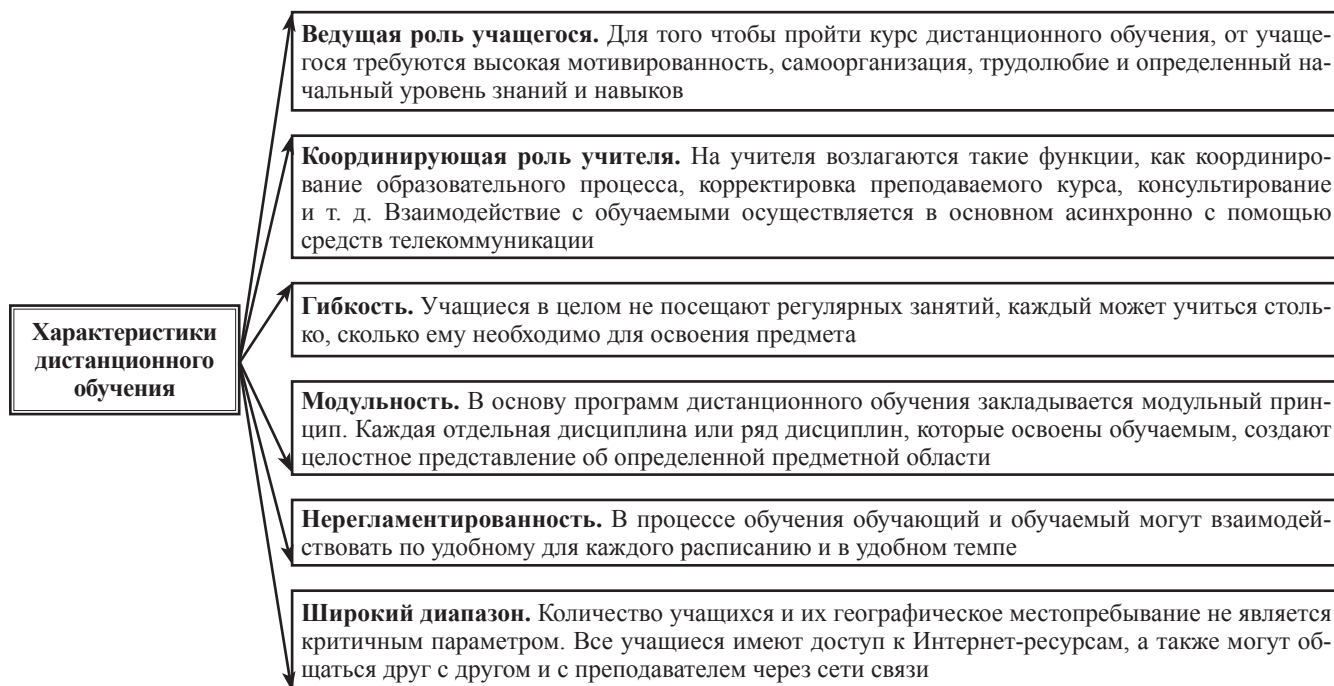 Ведущая роль учащегося. Для того чтобы пройти курс дистанционного обучения, от учаще-
гося требуются высокая мотивированность, самоорганизация, трудолюбие и определенный на-
чальный уровень знаний и навыков
Координирующая роль учителя. На учителя возлагаются такие функции, как координиро-
вание образовательного процесса, корректировка преподаваемого курса, консультирование
и т. д. Взаимодействие с обучаемыми осуществляется в основном асинхронно с помощью
средств телекоммуникации
Гибкость. Учащиеся в целом не посещают регулярных занятий, каждый может учиться столь-
ко, сколько ему необходимо для освоения предмета
Характеристики
дистанционного
обучения
Модульность. В основу программ дистанционного обучения закладывается модульный прин-
цип. Каждая отдельная дисциплина или ряд дисциплин, которые освоены обучаемым, создают
целостное представление об определенной предметной области
Нерегламентированность. В процессе обучения обучающий и обучаемый могут взаимодей-
ствовать по удобному для каждого расписанию и в удобном темпе
Широкий диапазон. Количество учащихся и их географическое местопребывание не является
критичным параметром. Все учащиеся имеют доступ к Интернет-ресурсам, а также могут об-
щаться друг с другом и с преподавателем через сети связи